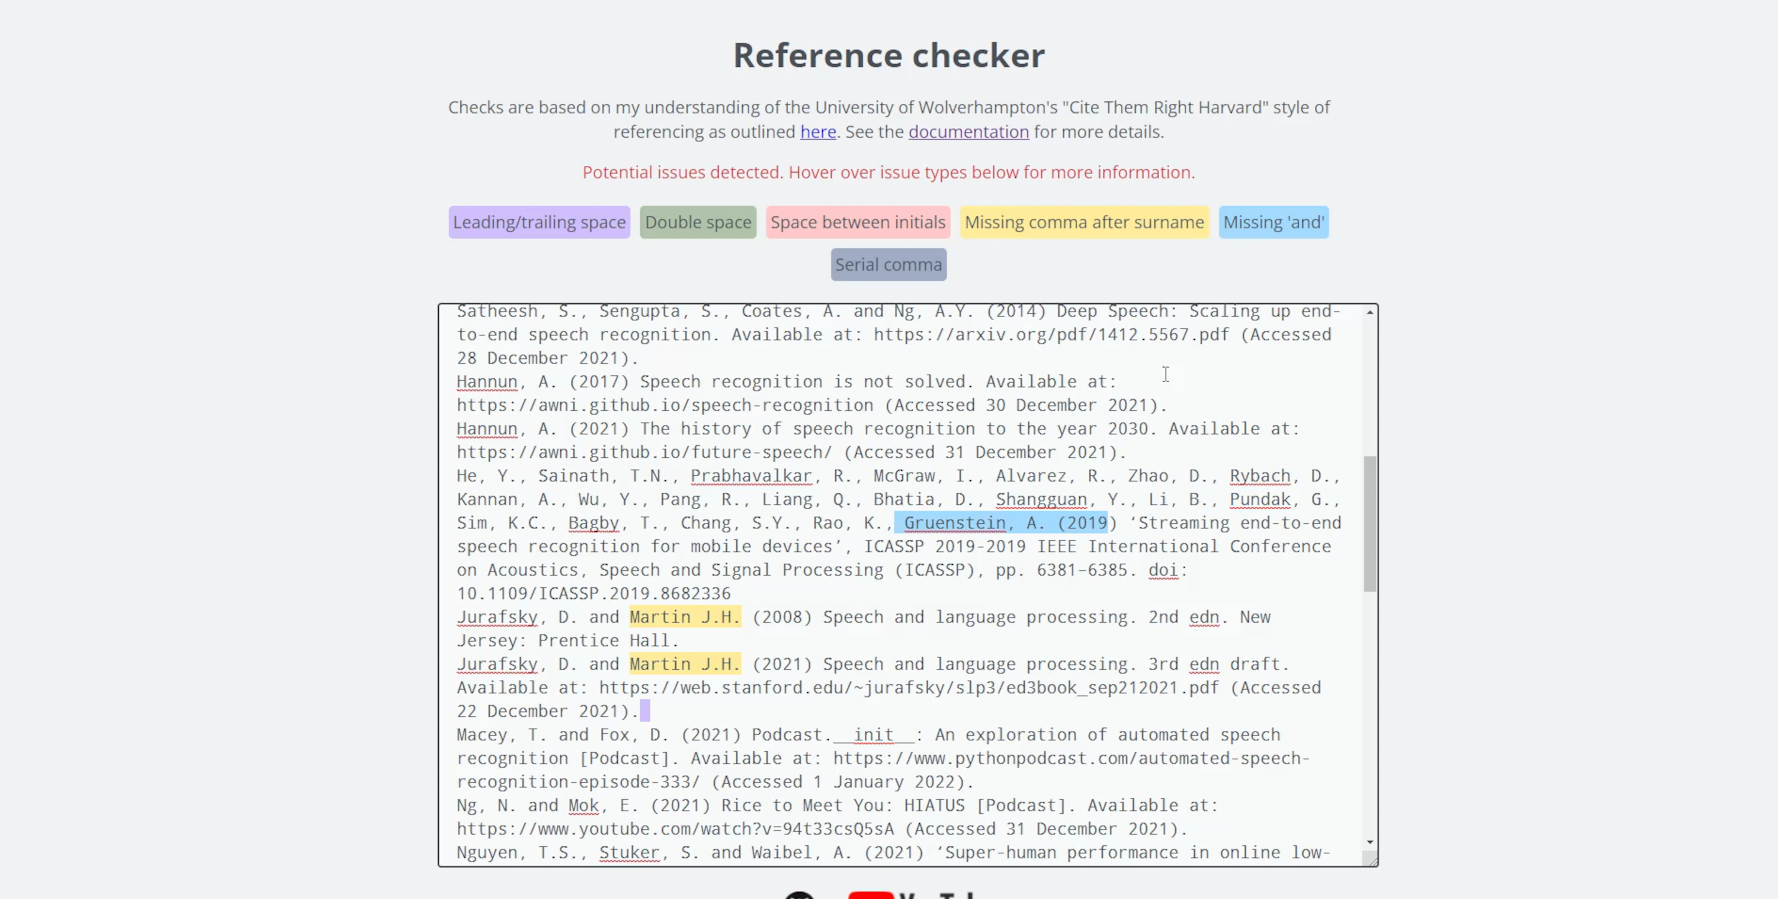 Reference checker
Checks are based on my understanding of the University of Wolverhampton's "Cite Them Right Harvard" style of
referencing as outlined here. See the documentation for more details.
Potential issues detected. Hover over issue types below for more information.
Leading/trailing space Double space Space between initials Missing comma after surname Missing 'and'
Serial comma
Satheesh, S., Sengupta, S., Coates, A. and Ng, A.Y. (2014) Deep Speech: Scaling up end-
to-end speech recognition. Available at: https://arxiv.org/pdf/1412.5567.pdf (Accessed
28 December 2021).
Hannun, A. (2017) Speech recognition is not solved. Available at:
https://awni.github.io/speech-recognition (Accessed 30 December 2021).
Hannun, A. (2021) The history of speech recognition to the year 2030. Available at:
https://awni.github.io/future-speech/ (Accessed 31 December 2021).
He, Y., Sainath, T.N., Prabhavalkar, R., McGraw, I., Alvarez, R., Zhao, D., Rybach, D.,
Kannan, A., Wu, Y., Pang, R., Liang, Q., Bhatia, D., Shangguan, Y., Li, B., Pundak, G.,
Sim, K.C., Bagby, T., Chang, S.Y., Rao, K., Gruenstein, A. (2019) ‘Streaming end-to-end
speech recognition for mobile devices’, ICASSP 2019-2019 IEEE International Conference
on Acoustics, Speech and Signal Processing (ICASSP), pp. 6381–6385. doi:
10.1109/ICASSP.2019.8682336
Jurafsky, D. and Martin J.H. (2008) Speech and language processing. 2nd edn. New
Jersey: Prentice Hall.
Jurafsky, D. and Martin J.H. (2021) Speech and language processing. 3rd edn draft.
Available at: https://web.stanford.edu/~jurafsky/slp3/ed3book_sep212021.pdf (Accessed
22 December 2021).
Macey, T. and Fox, D. (2021) Podcast.__init__: An exploration of automated speech
recognition [Podcast]. Available at: https://www.pythonpodcast.com/automated-speech-
recognition-episode-333/ (Accessed 1 January 2022).
Ng, N. and Mok, E. (2021) Rice to Meet You: HIATUS [Podcast]. Available at:
https://www.youtube.com/watch?v=94t33csQ5sA (Accessed 31 December 2021).
Nguyen, T.S., Stuker, S. and Waibel, A. (2021) ‘Super-human performance in online low-